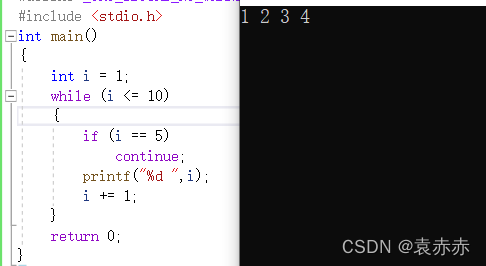 #include <stdio.h>
int main()
{
int i = 1;
while (i <= 10)
{
if (i == 5)
continue;
printf("%d ",i);
i += 1;
}
return 0;
}
1 2 3 4
CSDN @袁赤赤